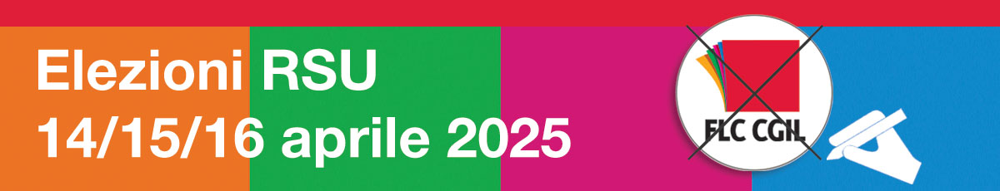 Elezioni RSU
14/15/16 aprile 2025
FLC CGIL